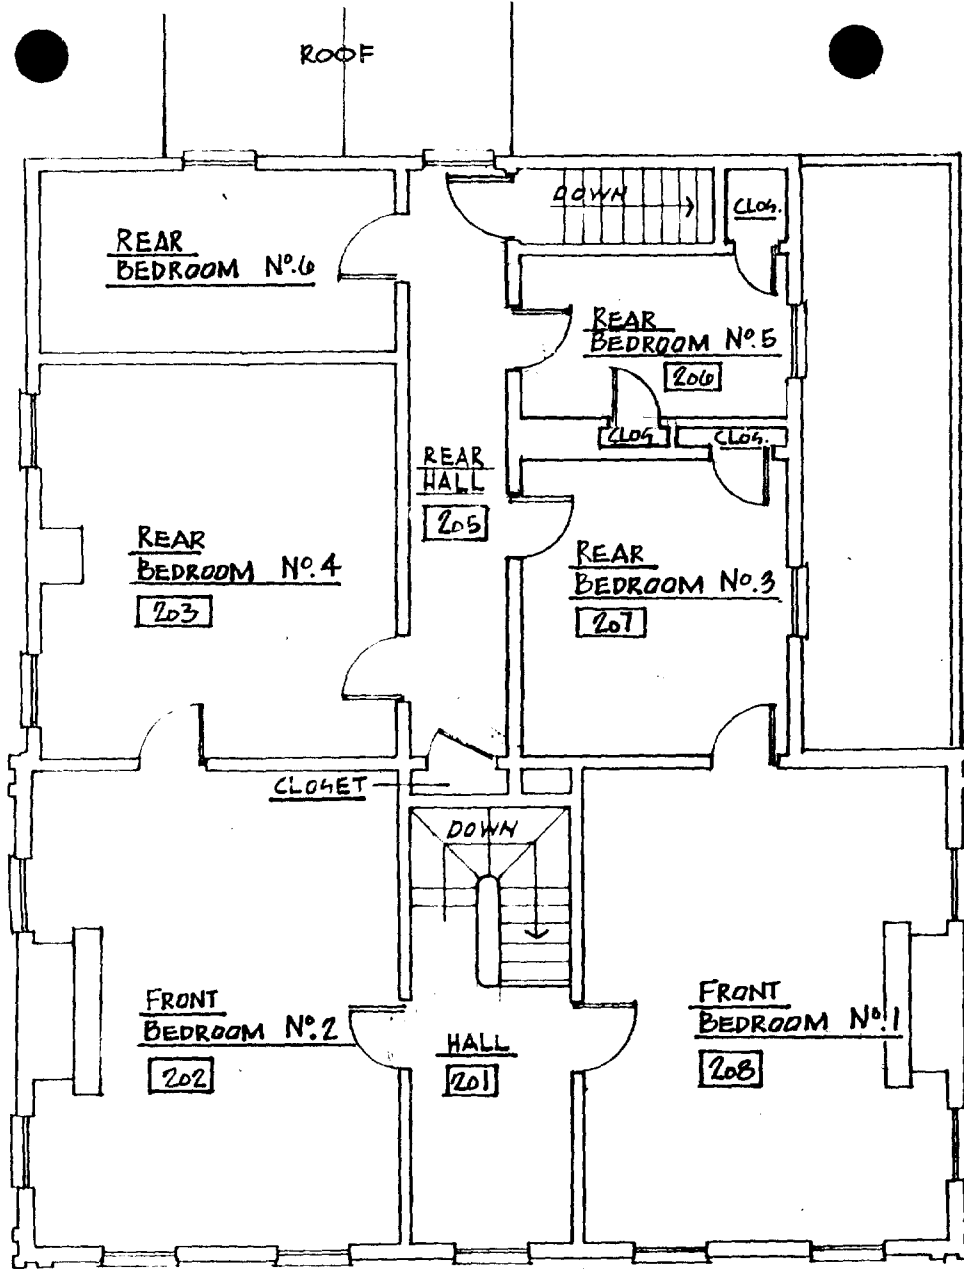 ROOF
DOWN
CLOS.
REAR
BEDROOM Nº.6
REAR
BEDROOM Nº.5
206
CLOS
CLOS.
REAR
HALL
205
REAR
BEDROOM Nº.4
203
REAR
BEDROOM Nº.3
207
CLOSET
DOWN
FRONT
BEDROOM Nº.2
202
HALL
201
FRONT
BEDROOM Nº.1
208